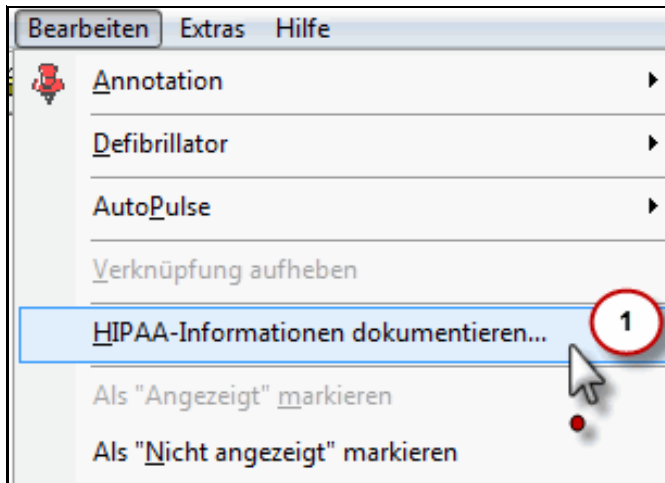 Bearbeiten Extras Hilfe
Annotation
Defibrillator
AutoPulse
Verknüpfung aufheben
HIPAA-Informationen dokumentieren...
1
Als "Angezeigt" markieren
Als "Nicht angezeigt" markieren